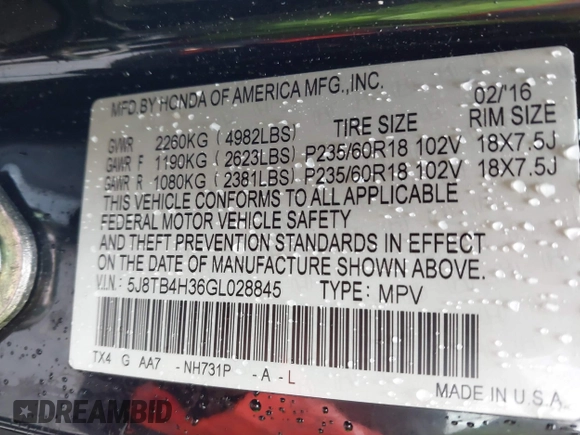 MFD.BY HONDA OF AMERICA MFG.,INC. 02/'16
TIRE SIZE RIM SIZE
GVWR 2260KG (4982LBS)
GAWR F 1190KG (2623LBS) P235/60R18 102V 18X7.5J
GAWR R 1080KG (2381LBS) P235/60R18 102V 18X7.5J
THIS VEHICLE CONFORMS TO ALL APPLICABLE
FEDERAL MOTOR VEHICLE SAFETY
AND THEFT PREVENTION STANDARDS IN EFFECT
ON THE DATE OF MANUFACTURE SHOWN ABOVE.
V.I.N.: 5J8TB4H36GL028845 TYPE: MPV
TX4 G AA7 -NH731P -A-L
MADE IN U.S.A.
DREAMBID